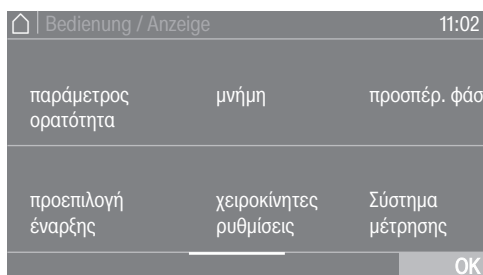 Bedienung / Anzeige 11:02
παράμετρος ορατότητα
μνήμη
προσπέρ. φάσ
προεπιλογή έναρξης
χειροκίνητες ρυθμίσεις
Σύστημα μέτρησης
OK